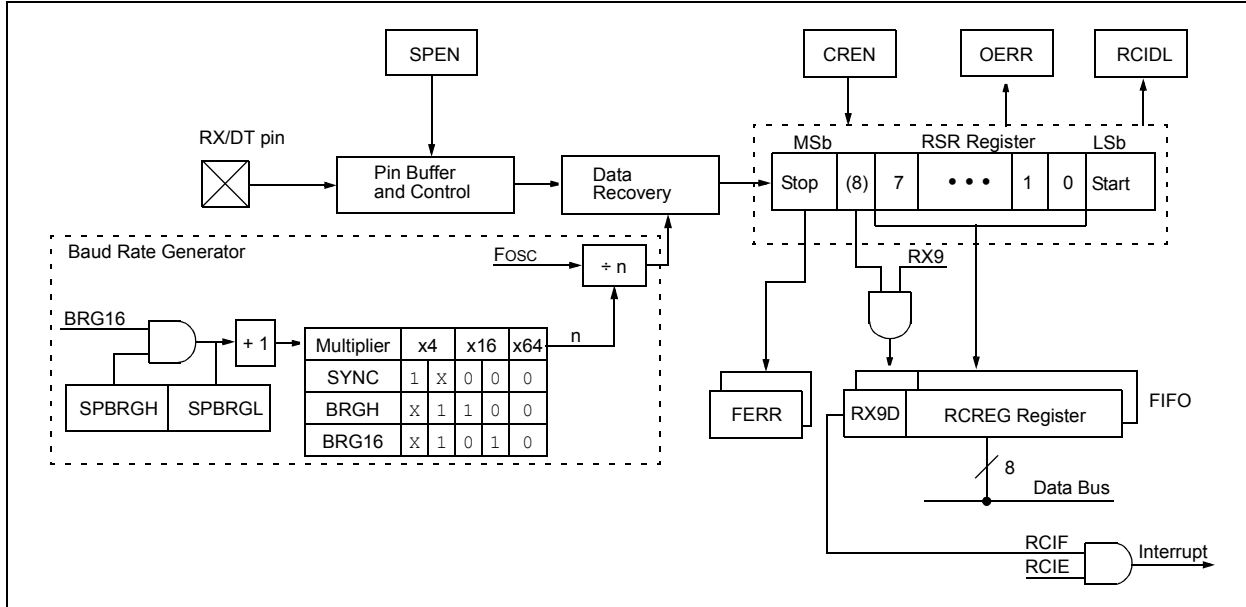 SPEN
CREN
OERR
RCIDL
RX/DT pin
MSb
RSR Register
LSb
Pin Buffer
and Control
Data
Recovery
Stop
(8)
7
• • •
1
0
Start
Baud Rate Generator
FOSC
÷ n
RX9
BRG16
+ 1
n
Multiplier x4 x16 x64
SYNC 1 X 0 0 0
BRGH X 1 1 0 0
BRG16 X 1 0 1 0
SPBRGH
SPBRGL
FERR
RX9D
RCREG Register
FIFO
8
Data Bus
RCIF
RCIE
Interrupt